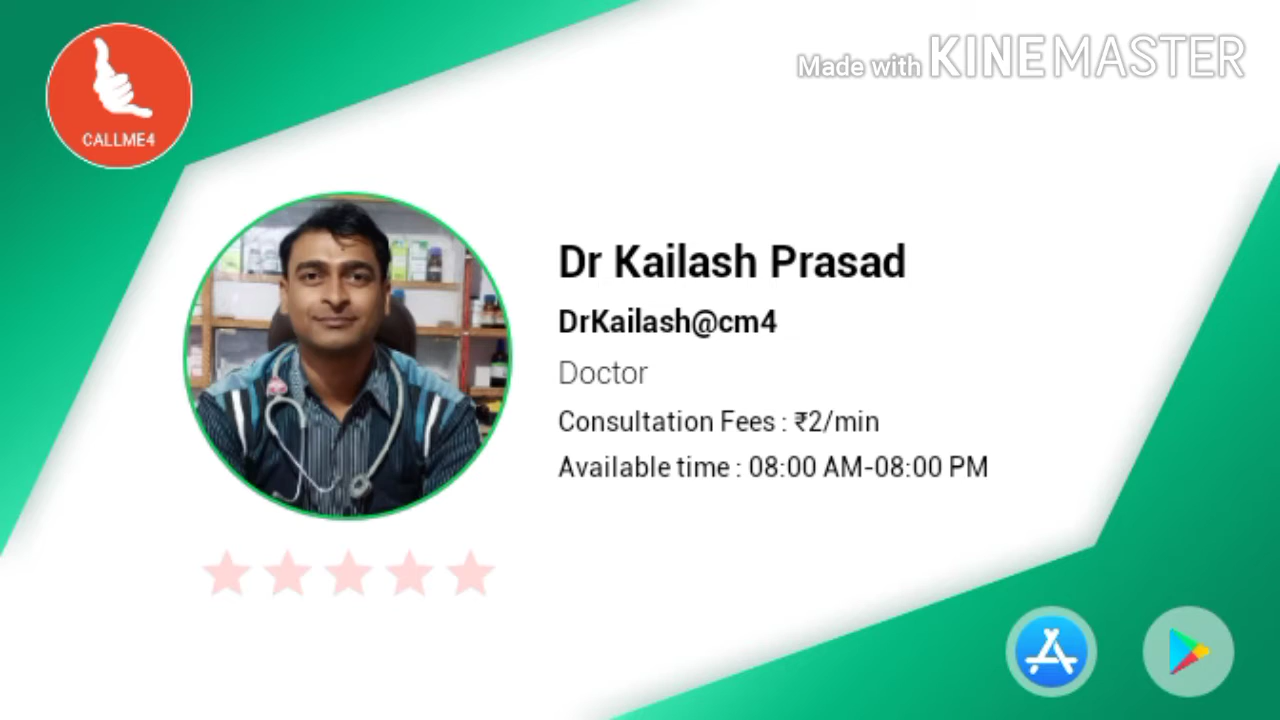 Made with KINEMASTER
CALLME4
Dr Kailash Prasad
DrKailash@cm4
Doctor
Consultation Fees : ₹2/min
Available time : 08:00 AM-08:00 PM